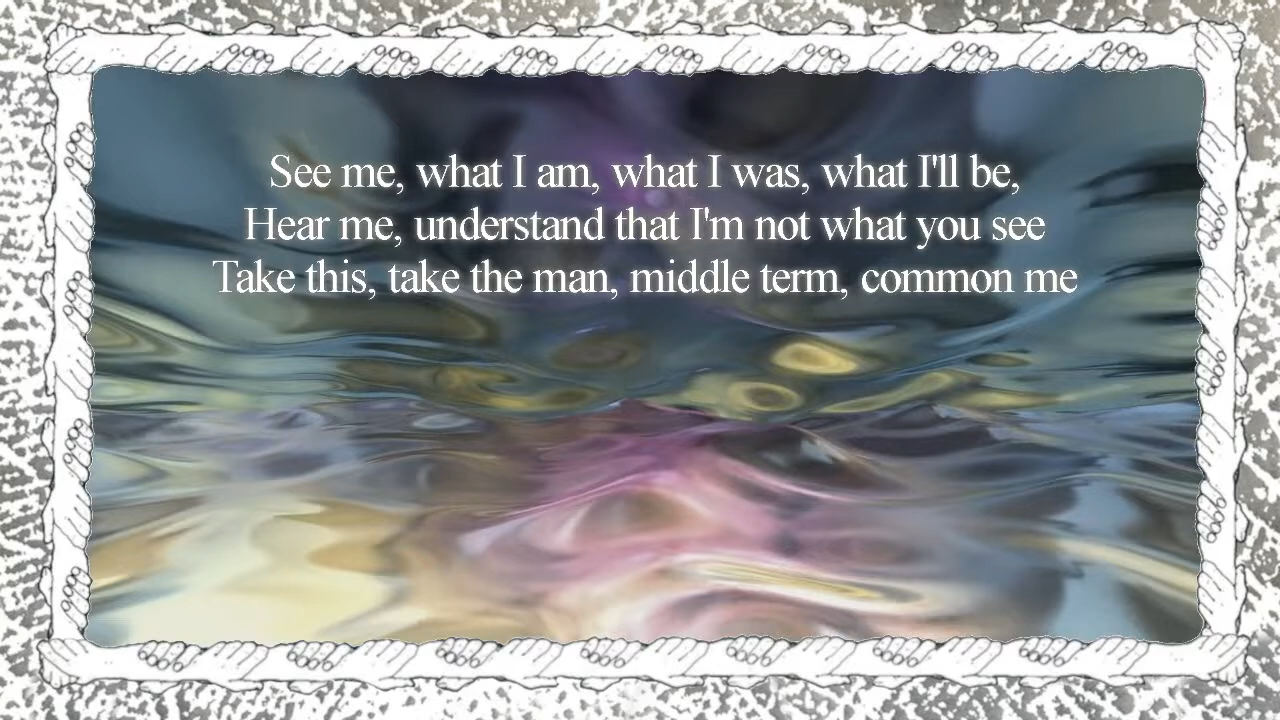 See me, what I am, what I was, what I'll be,
Hear me, understand that I'm not what you see
Take this, take the man, middle term, common me